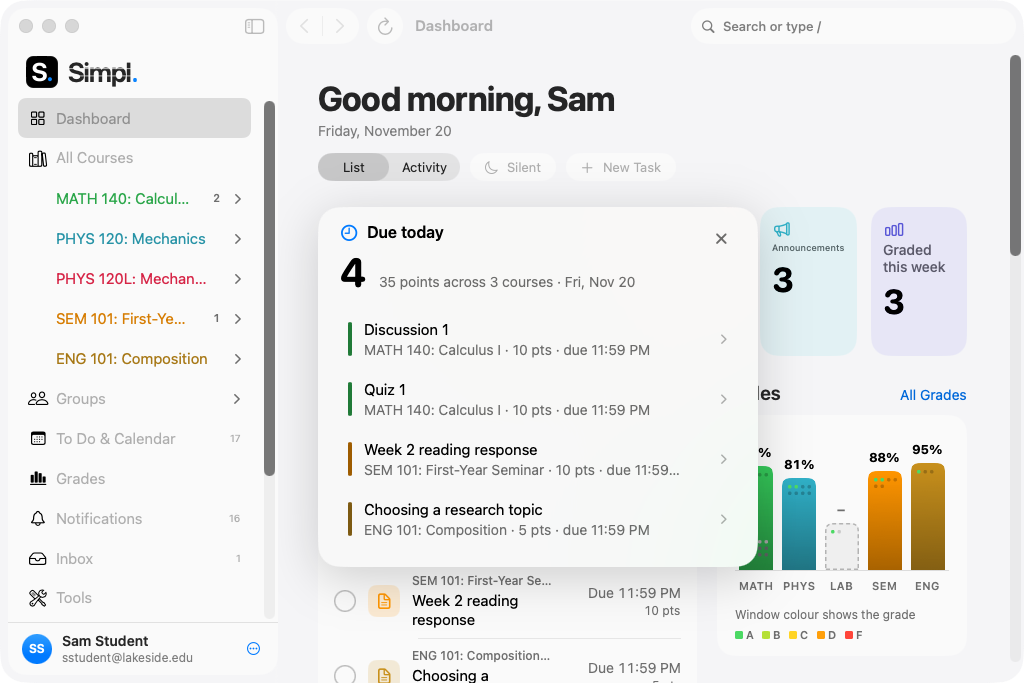 Dashboard
Search or type /
S.
Simpl.
Dashboard
All Courses
MATH 140: Calcul... 2
PHYS 120: Mechanics
PHYS 120L: Mechan...
SEM 101: First-Ye... 1
ENG 101: Composition
Groups
To Do & Calendar 17
Grades
Notifications 16
Inbox 1
Tools
SS
Sam Student
sstudent@lakeside.edu
Good morning, Sam
Friday, November 20
List Activity Silent + New Task
Due today
4 35 points across 3 courses · Fri, Nov 20
Discussion 1
MATH 140: Calculus I · 10 pts · due 11:59 PM
Quiz 1
MATH 140: Calculus I · 10 pts · due 11:59 PM
Week 2 reading response
SEM 101: First-Year Seminar · 10 pts · due 11:59...
Choosing a research topic
ENG 101: Composition · 5 pts · due 11:59 PM
Announcements
3
Graded
this week
3
All Grades
81% – 88% 95%
MATH PHYS LAB SEM ENG
Window colour shows the grade
A B C D F
SEM 101: First-Year Se...
Week 2 reading
response
Due 11:59 PM
10 pts
ENG 101: Composition...
Choosing a
Due 11:59 PM